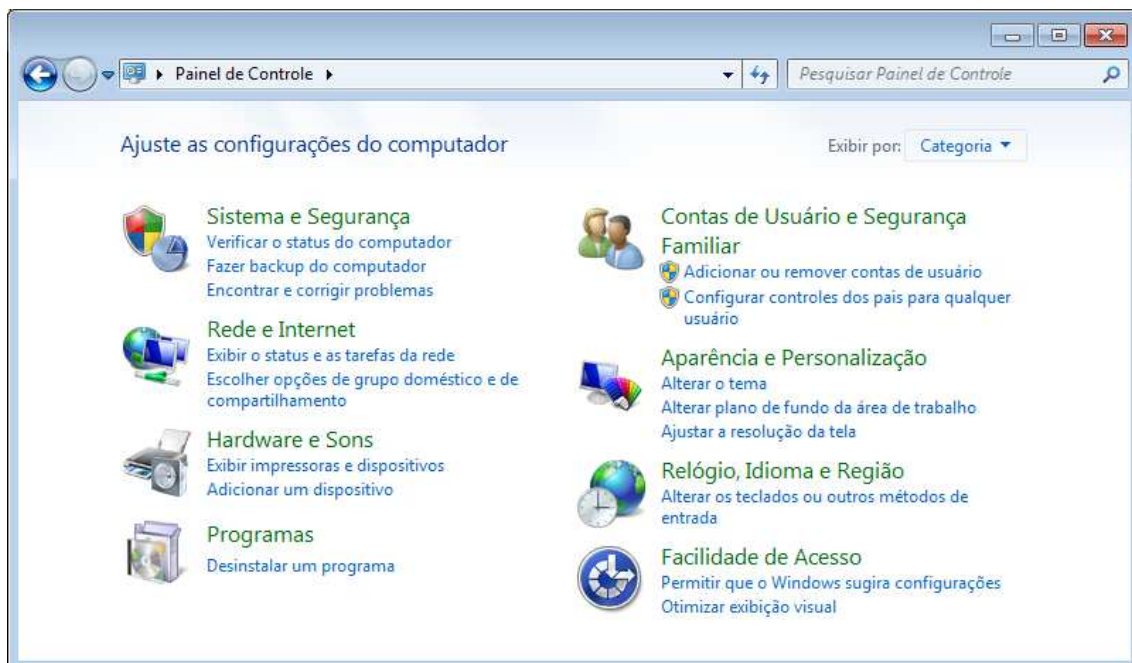 Painel de Controle
Pesquisar Painel de Controle
Ajuste as configurações do computador
Exibir por: Categoria
Sistema e Segurança
Verificar o status do computador
Fazer backup do computador
Encontrar e corrigir problemas
Rede e Internet
Exibir o status e as tarefas da rede
Escolher opções de grupo doméstico e de
compartilhamento
Hardware e Sons
Exibir impressoras e dispositivos
Adicionar um dispositivo
Programas
Desinstalar um programa
Contas de Usuário e Segurança
Familiar
Adicionar ou remover contas de usuário
Configurar controles dos pais para qualquer
usuário
Aparência e Personalização
Alterar o tema
Alterar plano de fundo da área de trabalho
Ajustar a resolução da tela
Relógio, Idioma e Região
Alterar os teclados ou outros métodos de
entrada
Facilidade de Acesso
Permitir que o Windows sugira configurações
Otimizar exibição visual